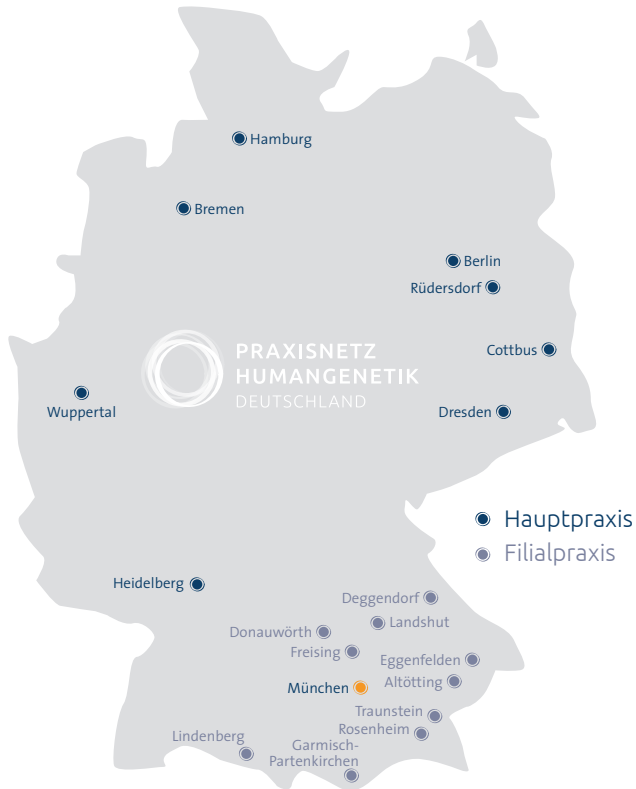 Hamburg
Bremen
Berlin
Rüdersdorf
PRAXISNETZ
HUMANGENETIK
DEUTSCHLAND
Cottbus
Wuppertal
Dresden
Hauptpraxis
Filialpraxis
Heidelberg
Deggendorf
Landshut
Donauwörth
Freising
Eggenfelden
Altötting
München
Traunstein
Rosenheim
Lindenberg
Garmisch-
Partenkirchen